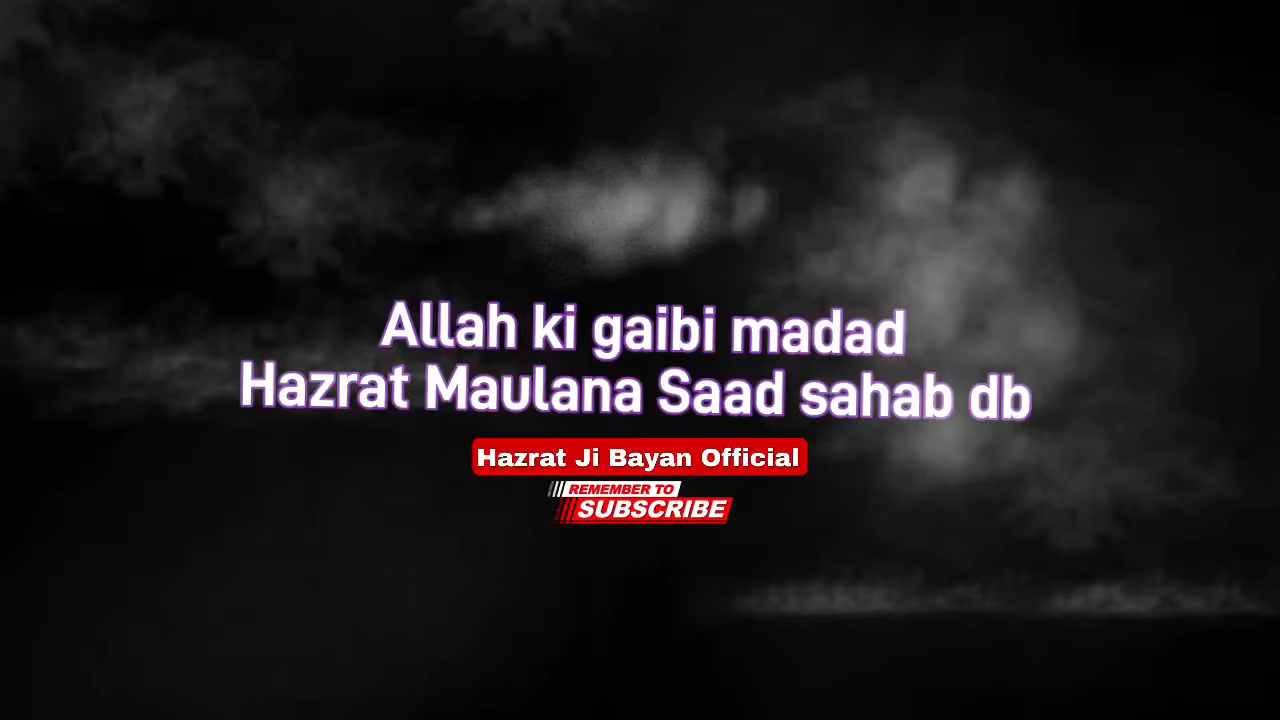 Allah ki gaibi madad
Hazrat Maulana Saad sahab db
Hazrat Ji Bayan Official
REMEMBER TO
SUBSCRIBE